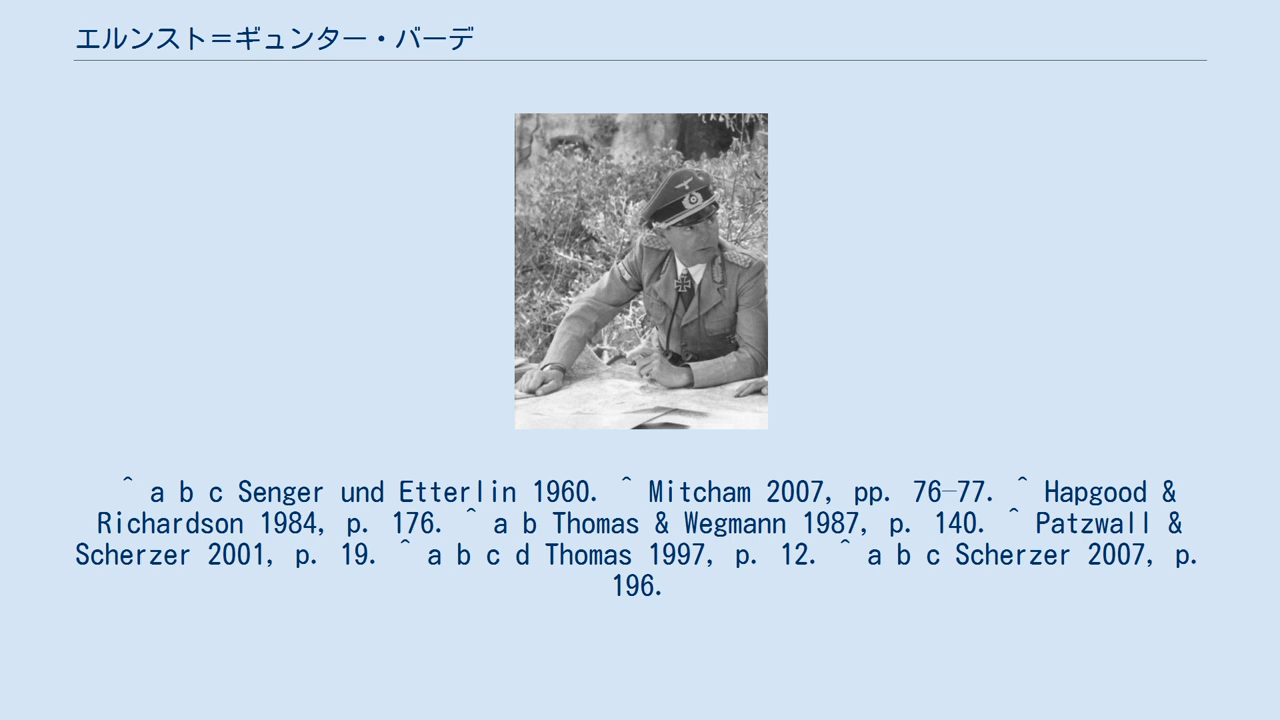 エルンスト＝ギュンター・バーデ
^ a b c Senger und Etterlin 1960. ^ Mitcham 2007, pp. 76–77. ^ Hapgood &
Richardson 1984, p. 176. ^ a b Thomas & Wegmann 1987, p. 140. ^ Patzwall &
Scherzer 2001, p. 19. ^ a b c d Thomas 1997, p. 12. ^ a b c Scherzer 2007, p.
196.